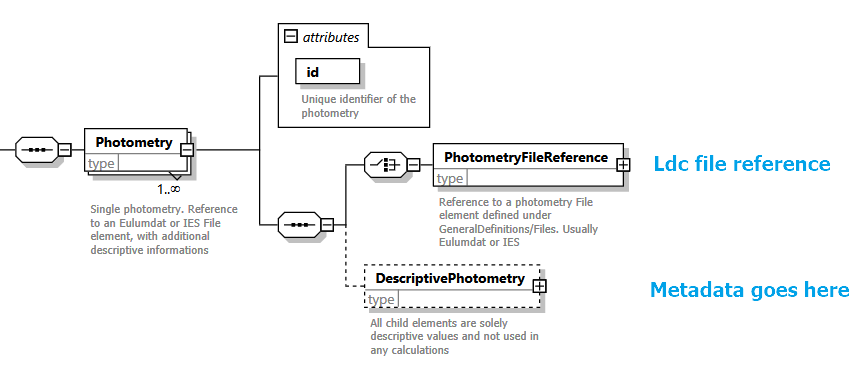 attributes
id
Unique identifier of the
photometry
Photometry
type
1..∞
Single photometry. Reference
to an Eulumdat or IES File
element, with additional
descriptive informations
PhotometryFileReference
type
Reference to a photometry File
element defined under
GeneralDefinitions/Files. Usually
Eulumdat or IES
Ldc file reference
DescriptivePhotometry
type
All child elements are solely
descriptive values and not used in
any calculations
Metadata goes here